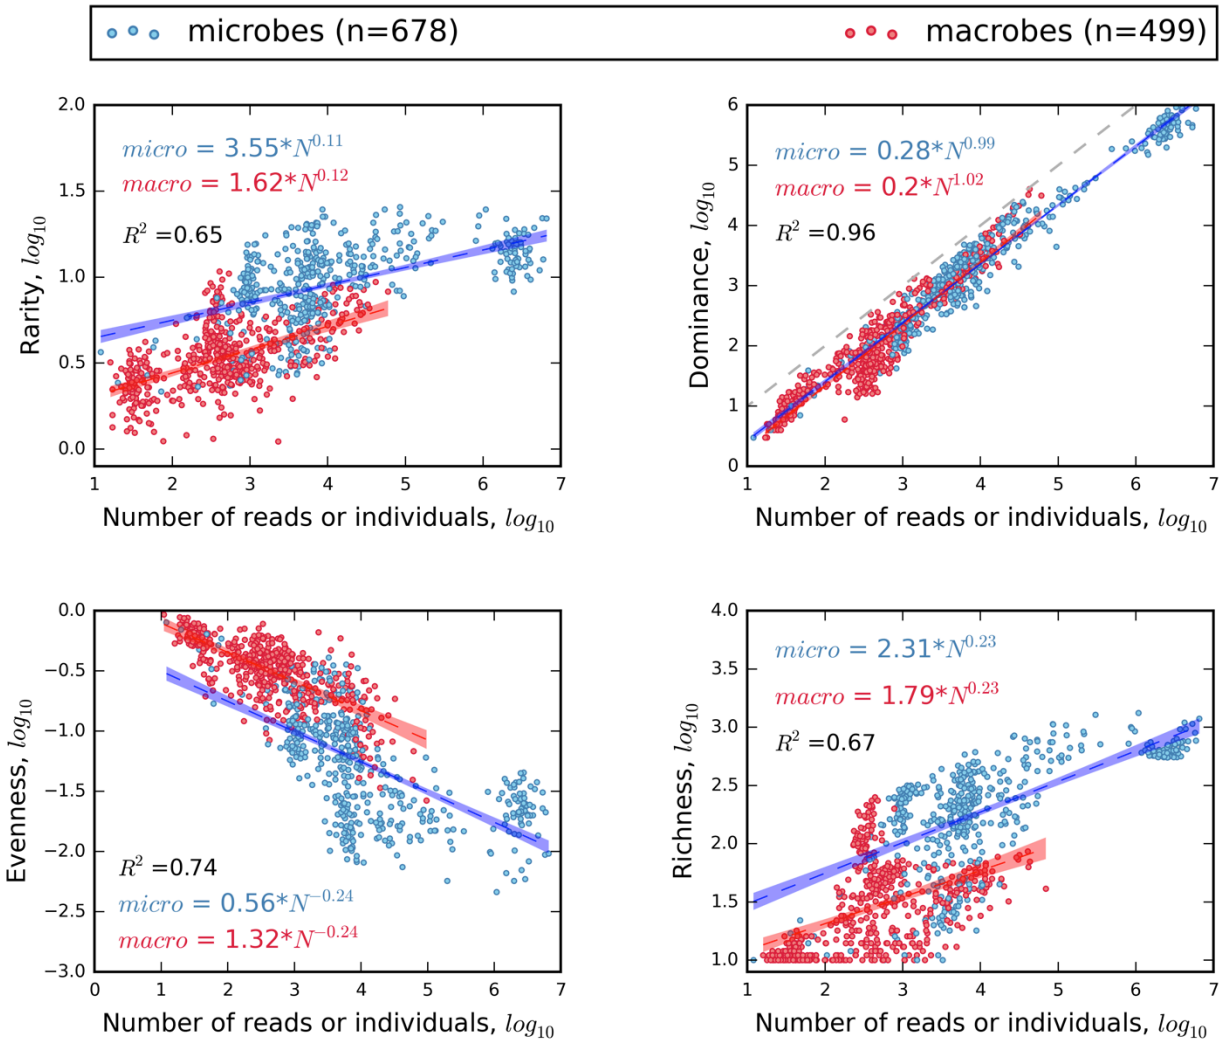 microbes (n=678)
macrobes (n=499)
2.0
1.5
1.0
0.5
0.0
Rarity, log10
micro = 3.55*N^0.11
macro = 1.62*N^0.12
R^2 =0.65
1 2 3 4 5 6 7
Number of reads or individuals, log10
6
5
4
3
2
1
0
Dominance, log10
micro = 0.28*N^0.99
macro = 0.2*N^1.02
R^2 =0.96
1 2 3 4 5 6 7
Number of reads or individuals, log10
0.0
−0.5
−1.0
−1.5
−2.0
−2.5
−3.0
Evenness, log10
R^2 =0.74
micro = 0.56*N^−0.24
macro = 1.32*N^−0.24
0 1 2 3 4 5 6 7
Number of reads or individuals, log10
4.0
3.5
3.0
2.5
2.0
1.5
1.0
Richness, log10
micro = 2.31*N^0.23
macro = 1.79*N^0.23
R^2 =0.67
1 2 3 4 5 6 7
Number of reads or individuals, log10